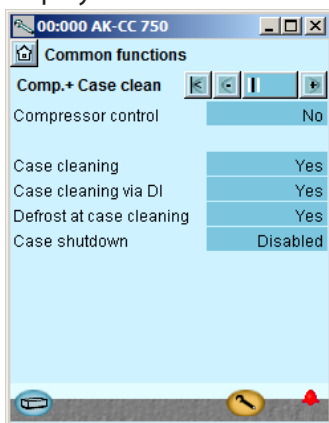 00:000 AK-CC 750
Common functions
Comp.+ Case clean
Compressor control No
Case cleaning Yes
Case cleaning via DI Yes
Defrost at case cleaning Yes
Case shutdown Disabled